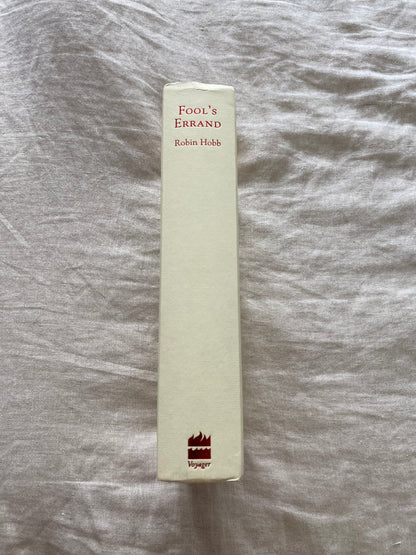 FOOL'S
ERRAND
Robin Hobb
Voyager